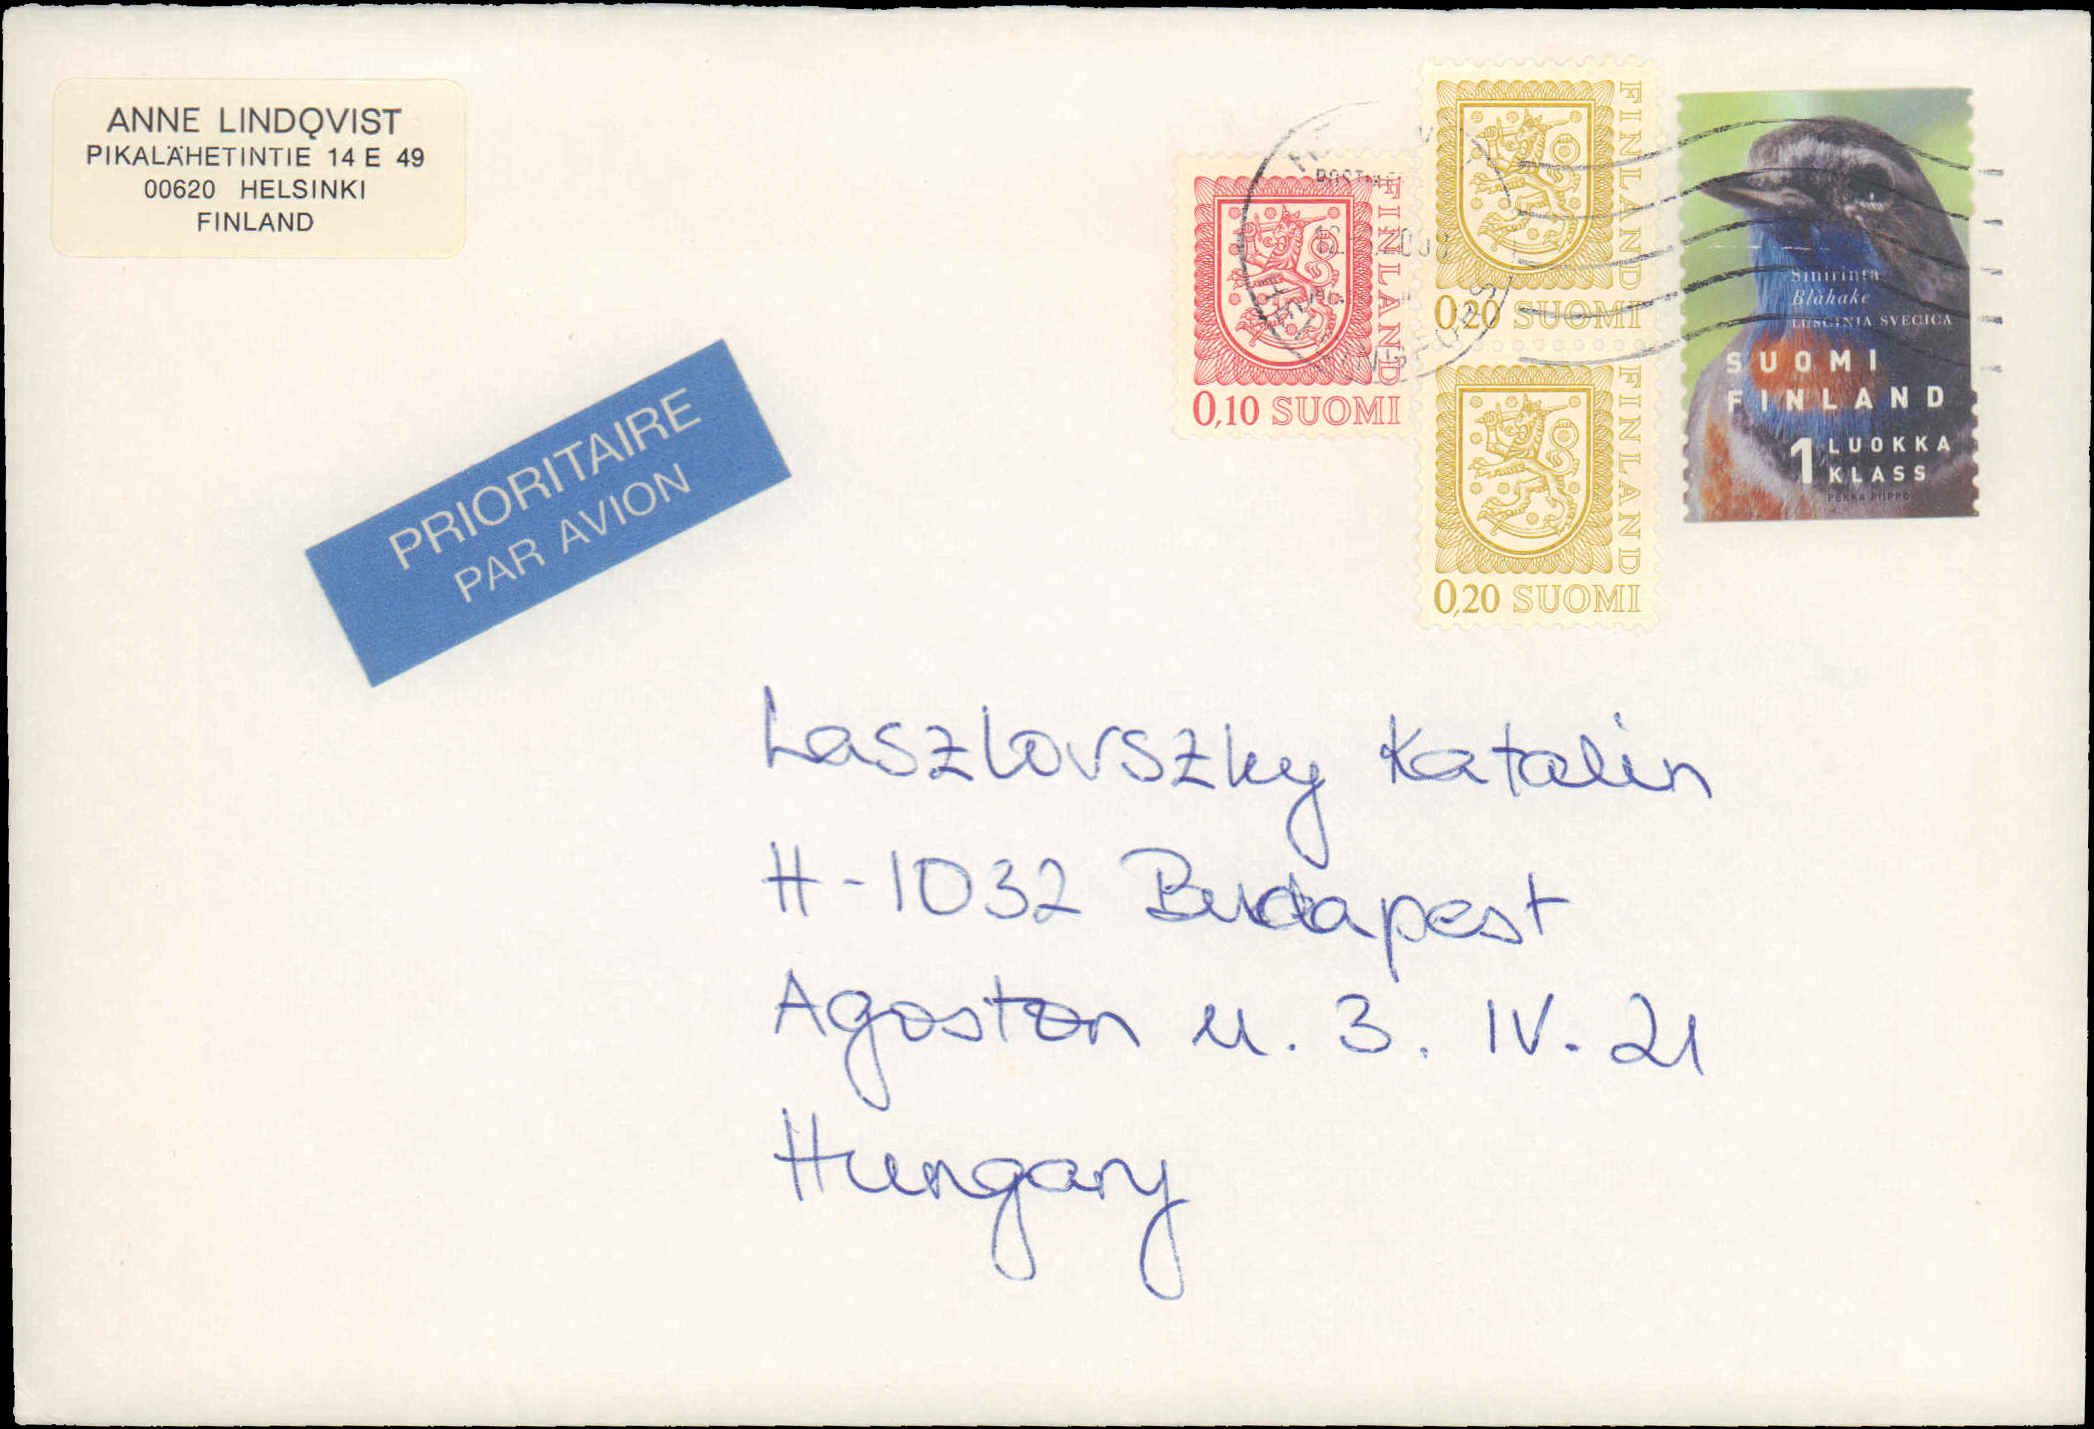 ANNE LINDQVIST
PIKALÄHETINTIE 14 E 49
00620 HELSINKI
FINLAND
PRIORITAIRE
PAR AVION
FINLAND
0,10 SUOMI
FINLAND
0,20 SUOMI
FINLAND
0,20 SUOMI
Sinirinta
Blåhake
LUSCINIA SVECICA
SUOMI
FINLAND
1 LUOKKA
KLASS
PEKKA PIIPPO
Laszlovszky Katalin
H-1032 Budapest
Agoston u. 3. IV. 21
Hungary